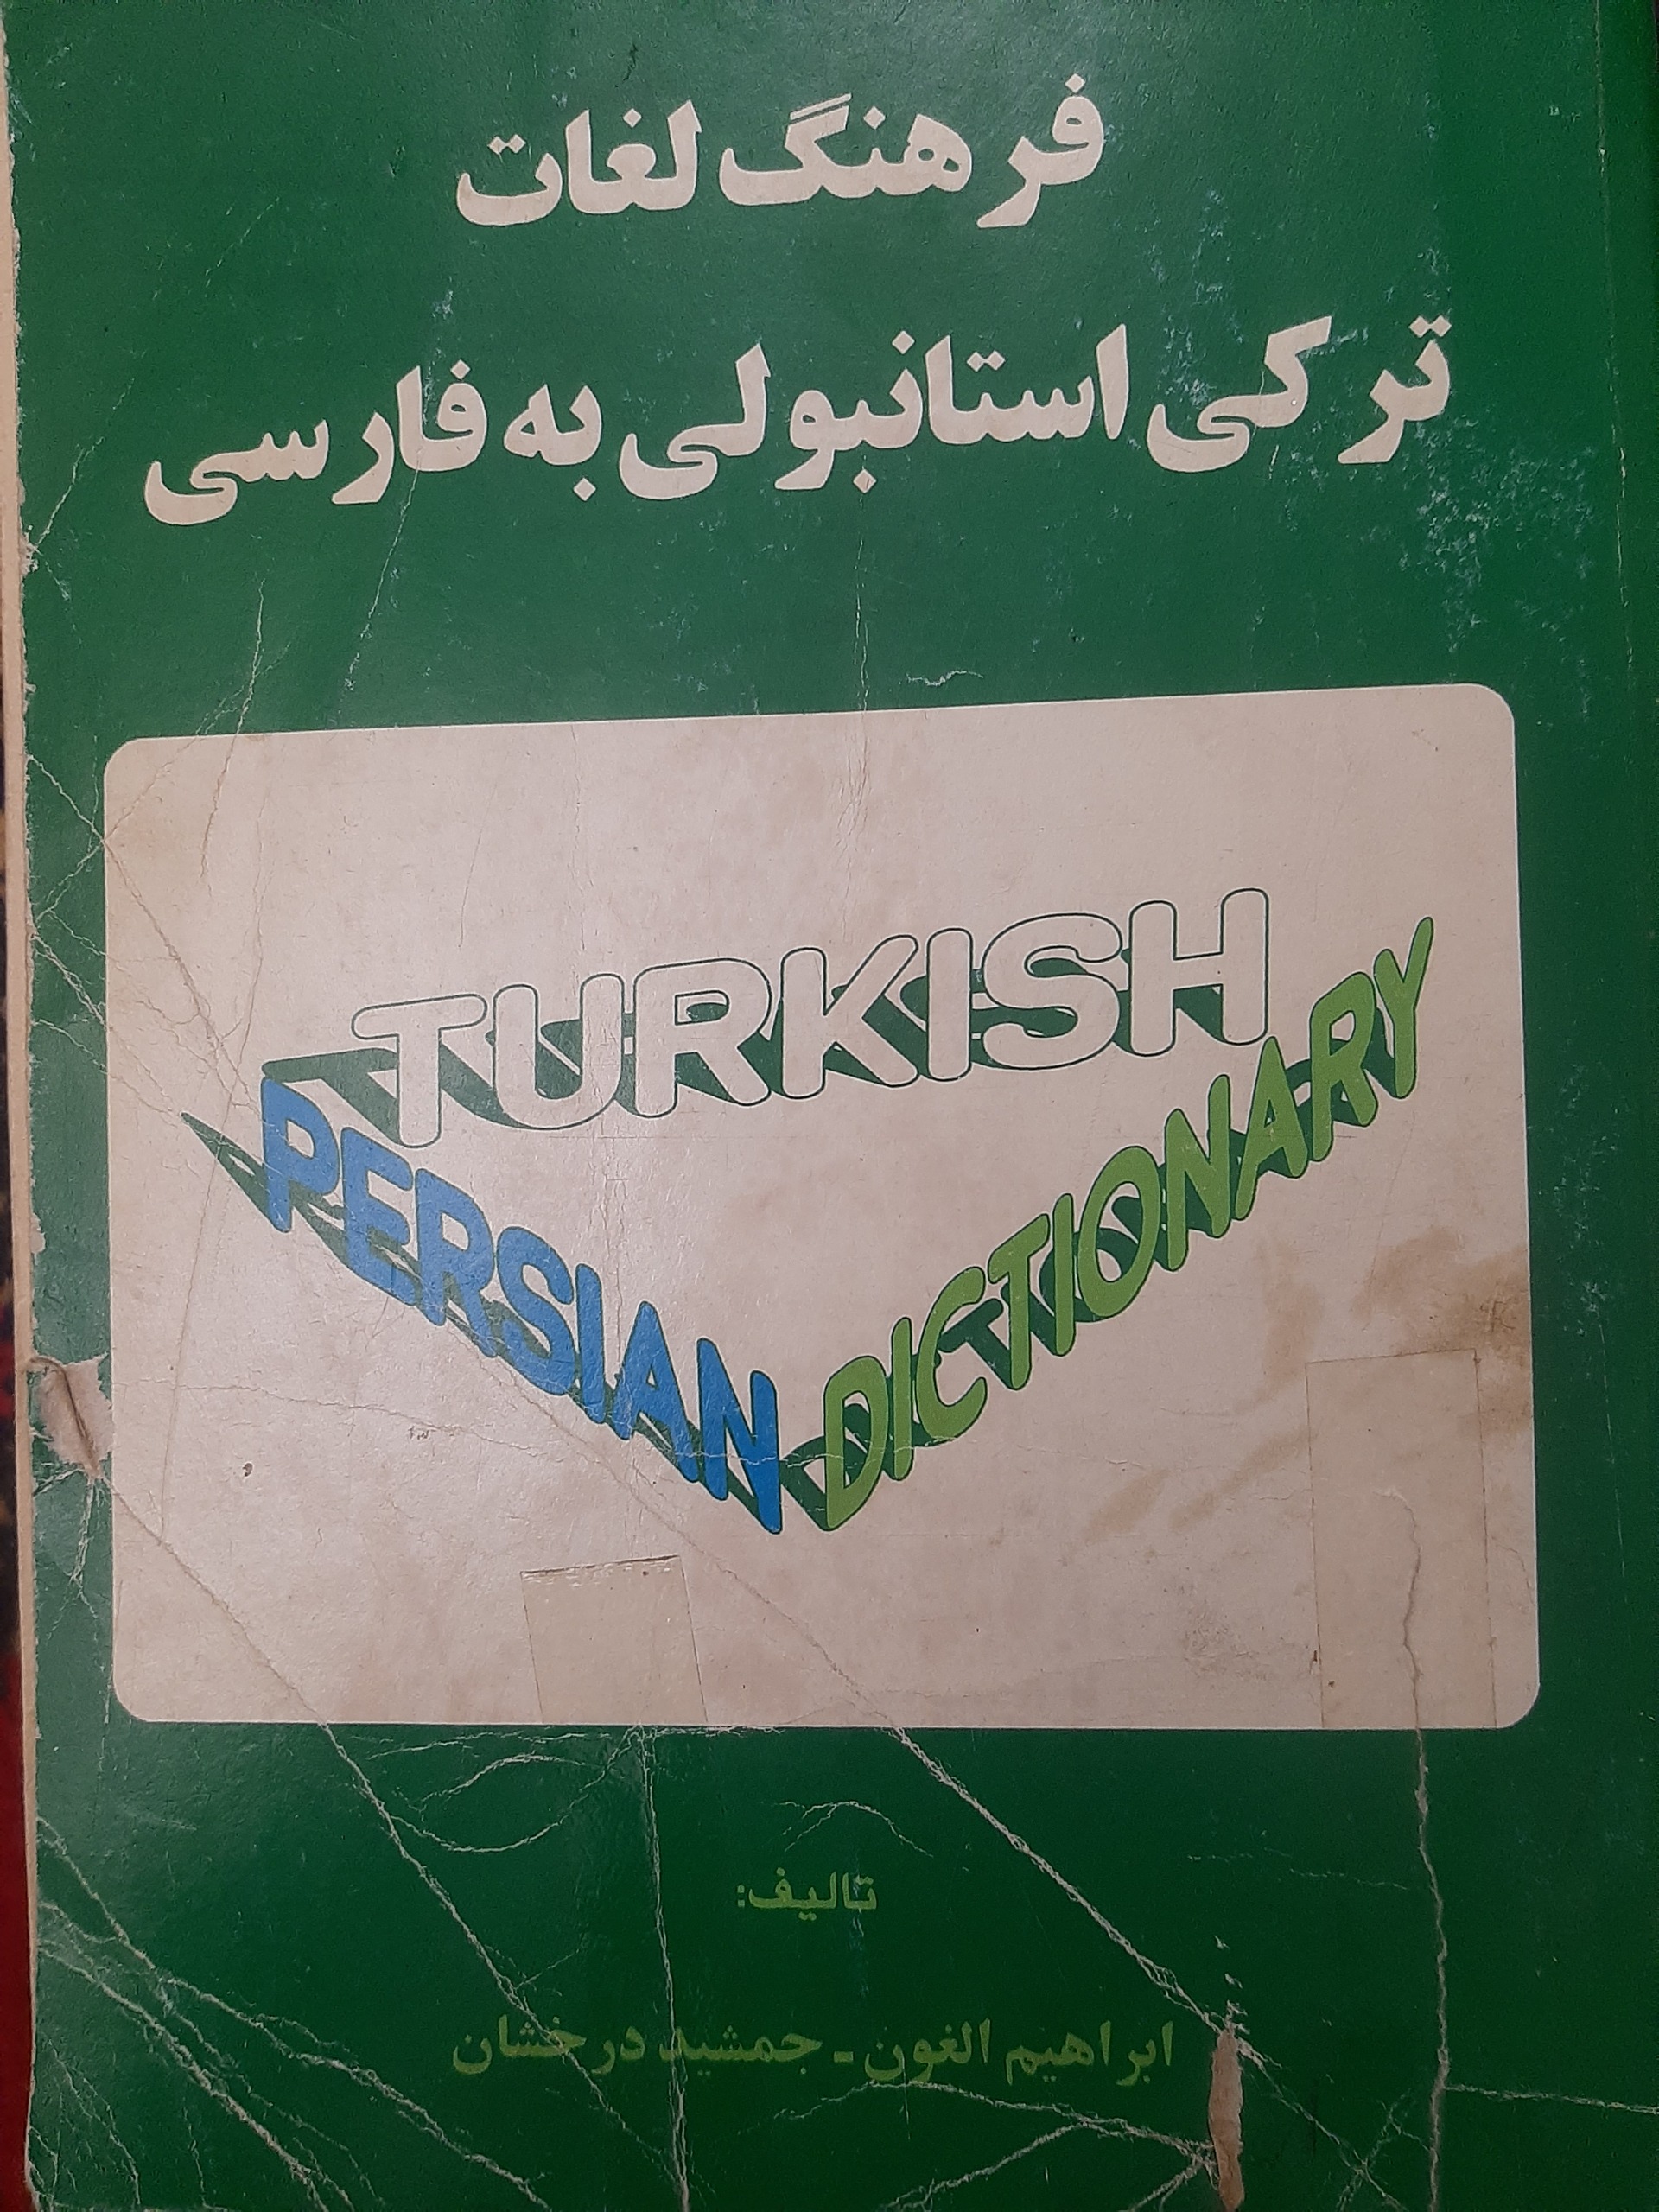 فرهنگ لغات
ترکی استانبولی به فارسی
TURKISH
PERSIAN DICTIONARY
تالیف:
ابراهیم الغون - جمشید درخشان